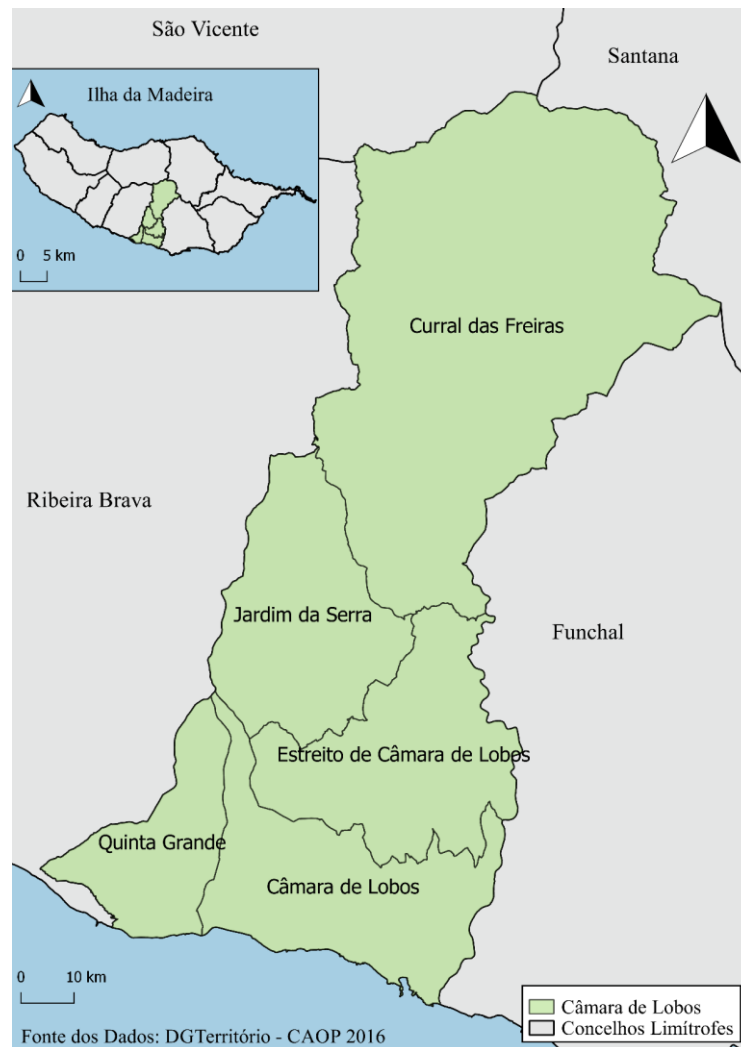 São Vicente
Santana
Ilha da Madeira
0 5 km
Curral das Freiras
Ribeira Brava
Jardim da Serra
Funchal
Estreito de Câmara de Lobos
Quinta Grande
Câmara de Lobos
0 10 km
Câmara de Lobos
Concelhos Limítrofes
Fonte dos Dados: DGTerritório - CAOP 2016